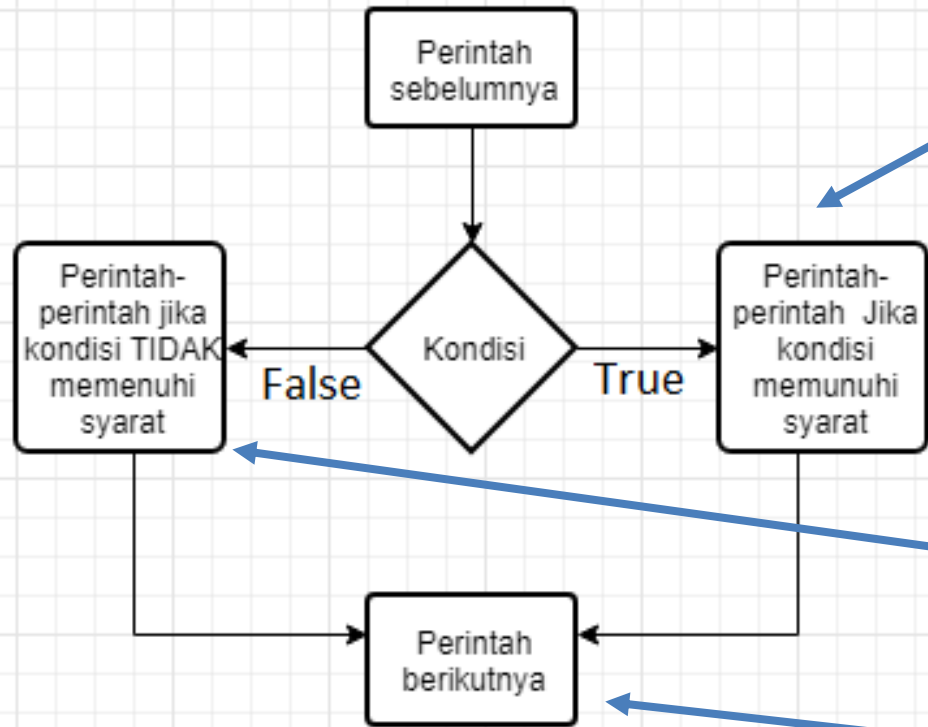 Perintah
sebelumnya
Perintah-
perintah jika
kondisi TIDAK
memenuhi
syarat
False
Kondisi
True
Perintah-
perintah Jika
kondisi
memunuhi
syarat
Perintah
berikutnya